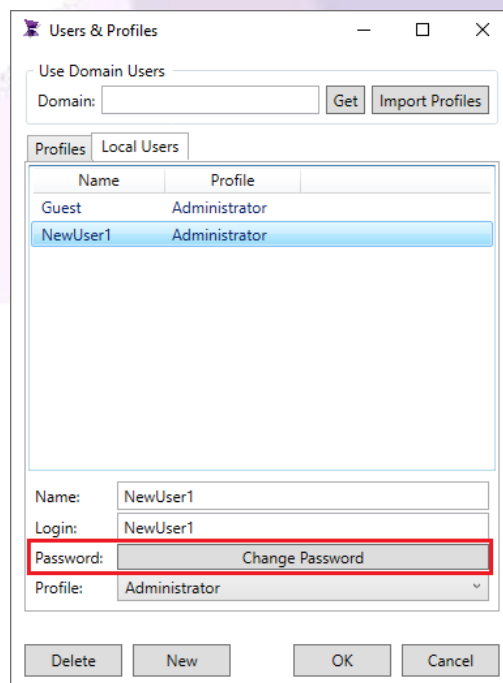 Users & Profiles
Use Domain Users
Domain: Get Import Profiles
Profiles Local Users
Name Profile
Guest Administrator
NewUser1 Administrator
Name: NewUser1
Login: NewUser1
Password: Change Password
Profile: Administrator
Delete New OK Cancel